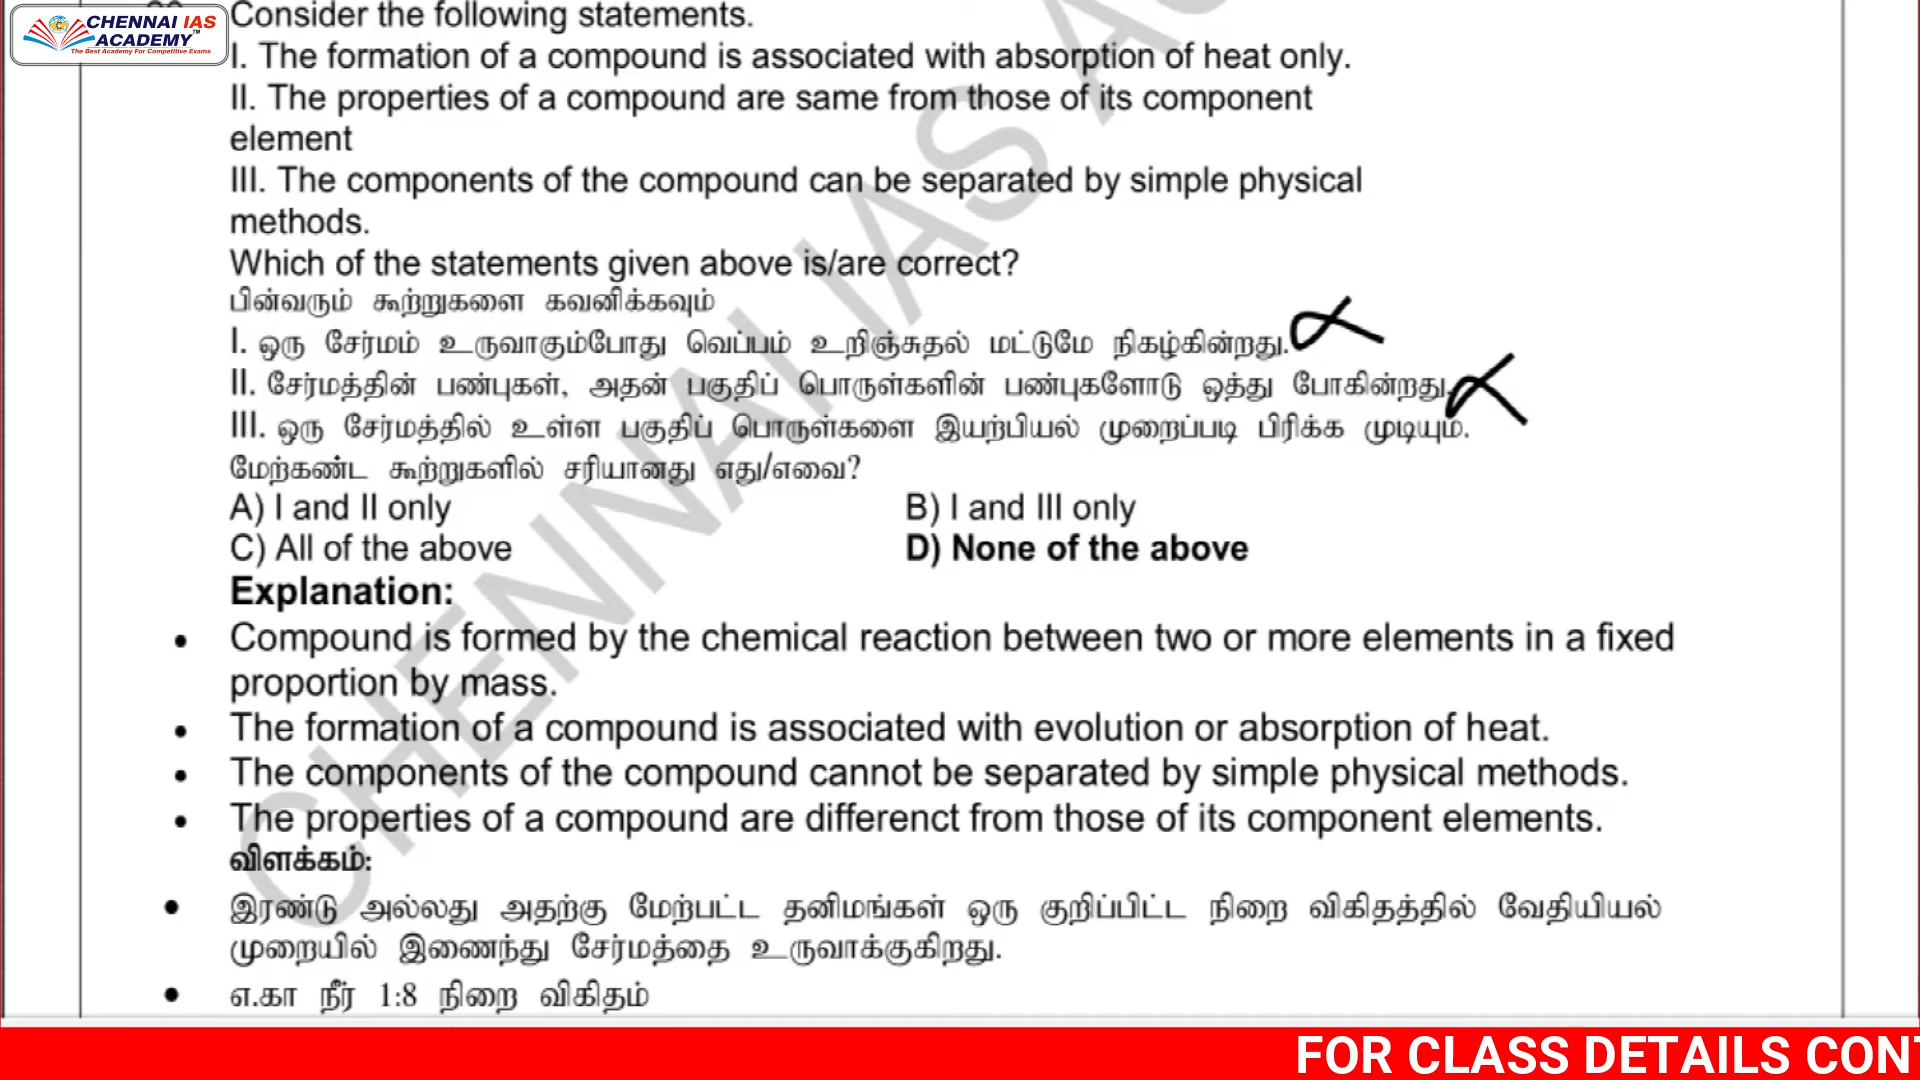 CHENNAI IAS
ACADEMY™
The Best Academy For Competitive Exams
Consider the following statements.
I. The formation of a compound is associated with absorption of heat only.
II. The properties of a compound are same from those of its component
element
III. The components of the compound can be separated by simple physical
methods.
Which of the statements given above is/are correct?
பின்வரும் கூற்றுகளை கவனிக்கவும்
I. ஒரு சேர்மம் உருவாகும்போது வெப்பம் உறிஞ்சுதல் மட்டுமே நிகழ்கின்றது.
II. சேர்மத்தின் பண்புகள், அதன் பகுதிப் பொருள்களின் பண்புகளோடு ஒத்து போகின்றது.
III. ஒரு சேர்மத்தில் உள்ள பகுதிப் பொருள்களை இயற்பியல் முறைப்படி பிரிக்க முடியும்.
மேற்கண்ட கூற்றுகளில் சரியானது எது/எவை?
A) I and II only B) I and III only
C) All of the above D) None of the above
Explanation:
• Compound is formed by the chemical reaction between two or more elements in a fixed
proportion by mass.
• The formation of a compound is associated with evolution or absorption of heat.
• The components of the compound cannot be separated by simple physical methods.
• The properties of a compound are differenct from those of its component elements.
விளக்கம்:
• இரண்டு அல்லது அதற்கு மேற்பட்ட தனிமங்கள் ஒரு குறிப்பிட்ட நிறை விகிதத்தில் வேதியியல்
முறையில் இணைந்து சேர்மத்தை உருவாக்குகிறது.
• எ.கா நீர் 1:8 நிறை விகிதம்
CHENNAI IAS A
FOR CLASS DETAILS CON